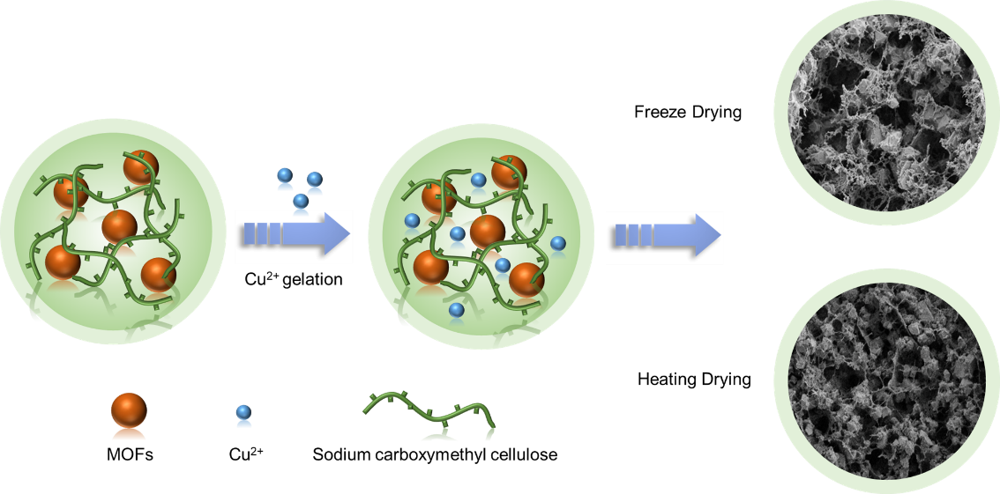 Freeze Drying
Cu²⁺ gelation
Heating Drying
MOFs
Cu²⁺
Sodium carboxymethyl cellulose